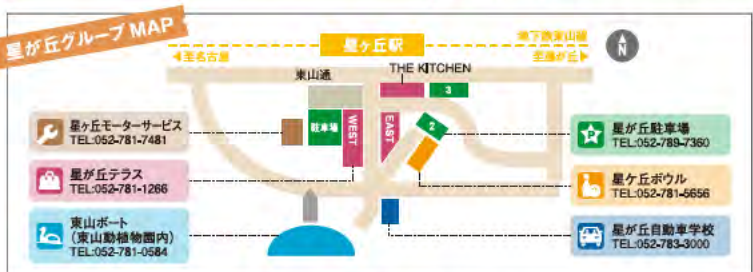 星が丘グループ MAP
星ヶ丘駅
地下鉄東山線
◀至名古屋
至藤が丘▶
N
東山通
THE KITCHEN
3
駐車場
WEST
EAST
2
星ヶ丘モーターサービス
TEL:052-781-7481
星が丘テラス
TEL:052-781-1266
東山ボート
(東山動植物園内)
TEL:052-781-0584
P
星が丘駐車場
TEL:052-789-7360
星ケ丘ボウル
TEL:052-781-5656
星が丘自動車学校
TEL:052-783-3000